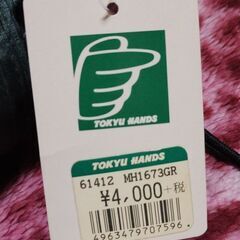 TOKYU HANDS
TOKYU HANDS
61412 MH1673GR
¥4,000+税
4963479707596